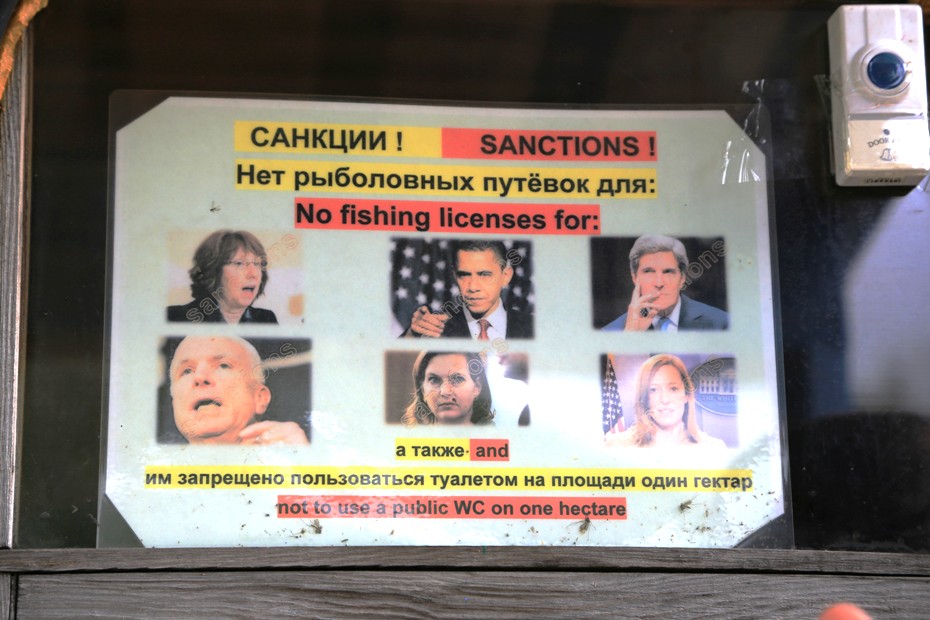 САНКЦИИ ! SANCTIONS !
Нет рыболовных путёвок для:
No fishing licenses for:
а также and
им запрещено пользоваться туалетом на площади один гектар
not to use a public WC on one hectare